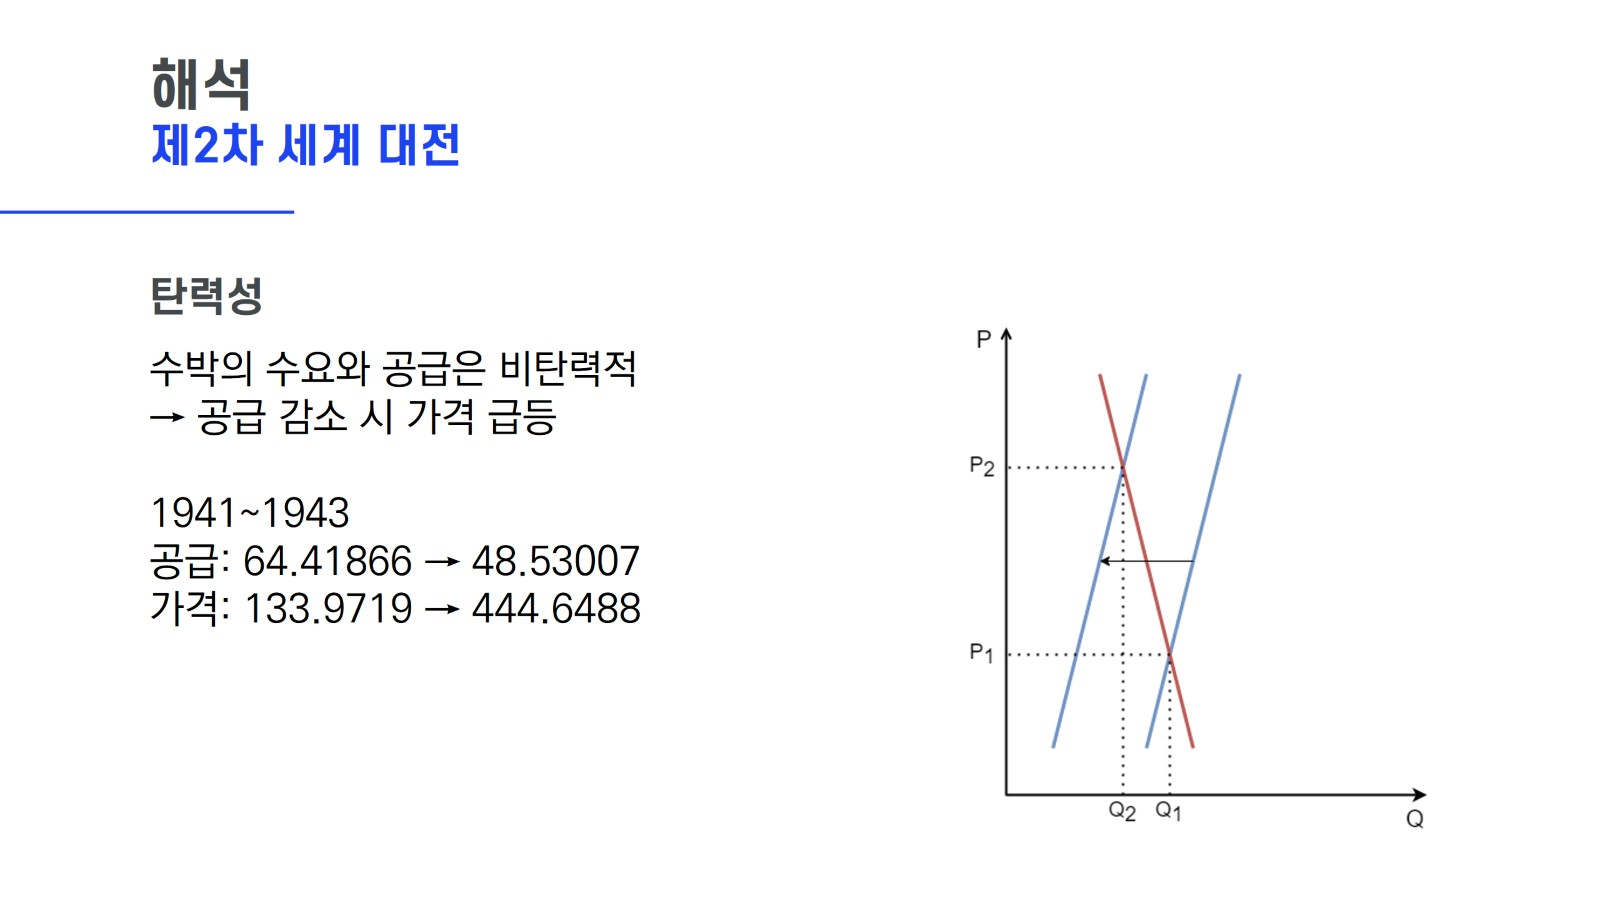 해석
제2차 세계 대전
탄력성
수박의 수요와 공급은 비탄력적
→ 공급 감소 시 가격 급등
1941~1943
공급: 64.41866 → 48.53007
가격: 133.9719 → 444.6488
P
P2
P1
Q2 Q1
Q